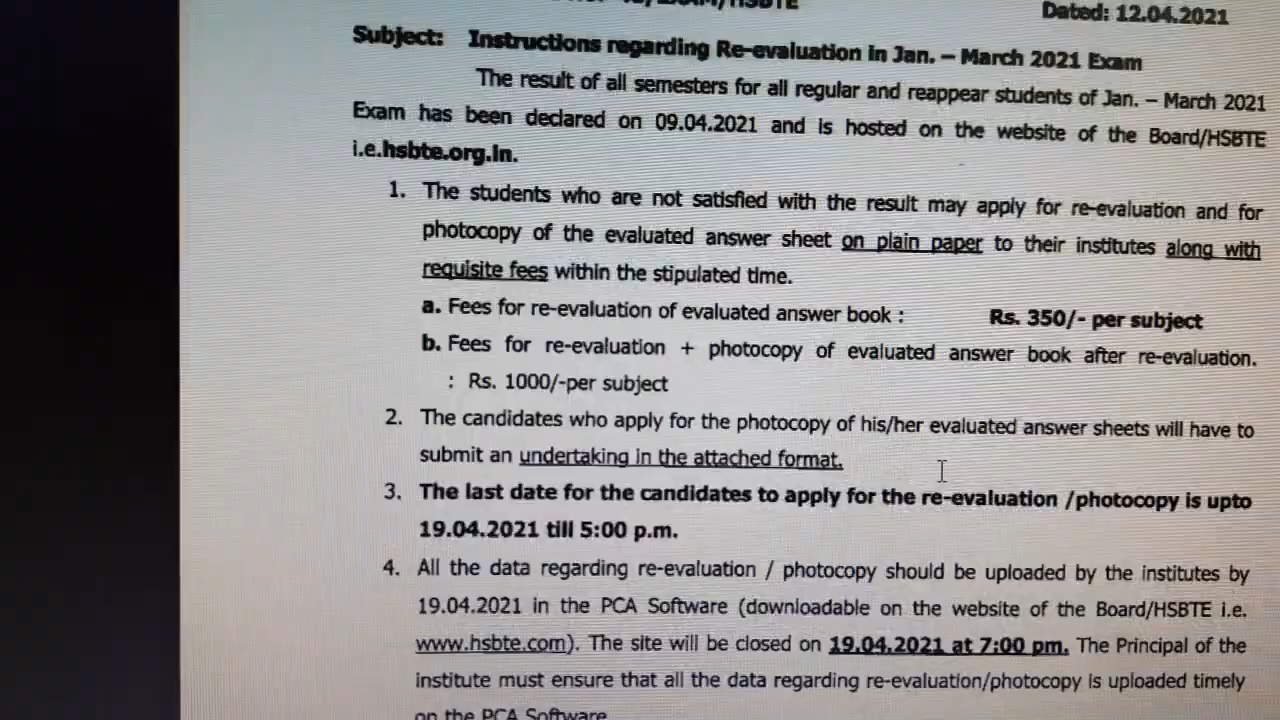 /HSBTE
Dated: 12.04.2021
Subject: Instructions regarding Re-evaluation in Jan. – March 2021 Exam
The result of all semesters for all regular and reappear students of Jan. – March 2021
Exam has been declared on 09.04.2021 and is hosted on the website of the Board/HSBTE
i.e.hsbte.org.in.
1. The students who are not satisfied with the result may apply for re-evaluation and for
photocopy of the evaluated answer sheet on plain paper to their institutes along with
requisite fees within the stipulated time.
a. Fees for re-evaluation of evaluated answer book : Rs. 350/- per subject
b. Fees for re-evaluation + photocopy of evaluated answer book after re-evaluation.
: Rs. 1000/-per subject
2. The candidates who apply for the photocopy of his/her evaluated answer sheets will have to
submit an undertaking in the attached format.
3. The last date for the candidates to apply for the re-evaluation /photocopy is upto
19.04.2021 till 5:00 p.m.
4. All the data regarding re-evaluation / photocopy should be uploaded by the institutes by
19.04.2021 in the PCA Software (downloadable on the website of the Board/HSBTE i.e.
www.hsbte.com). The site will be closed on 19.04.2021 at 7:00 pm. The Principal of the
institute must ensure that all the data regarding re-evaluation/photocopy is uploaded timely
on the PCA Software